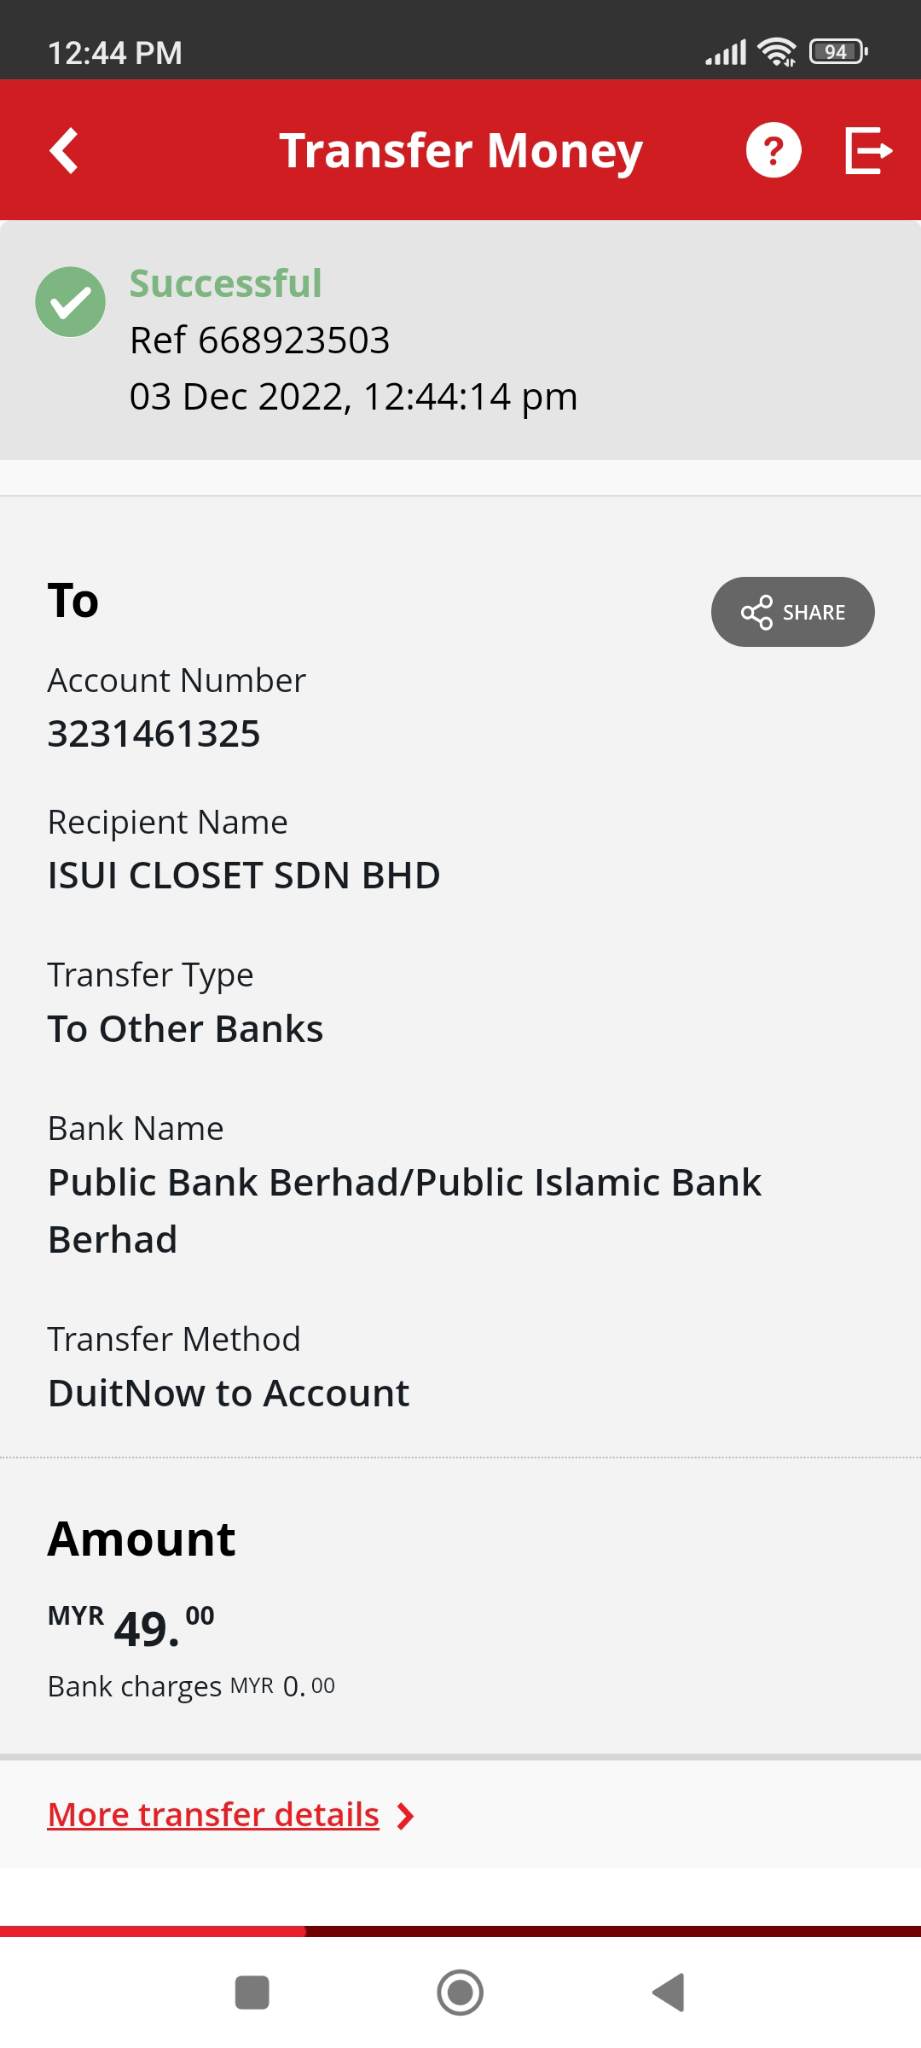 12:44 PM
94
Transfer Money
?
Successful
Ref 668923503
03 Dec 2022, 12:44:14 pm
To
SHARE
Account Number
3231461325
Recipient Name
ISUI CLOSET SDN BHD
Transfer Type
To Other Banks
Bank Name
Public Bank Berhad/Public Islamic Bank
Berhad
Transfer Method
DuitNow to Account
Amount
MYR 49.00
Bank charges MYR 0.00
More transfer details